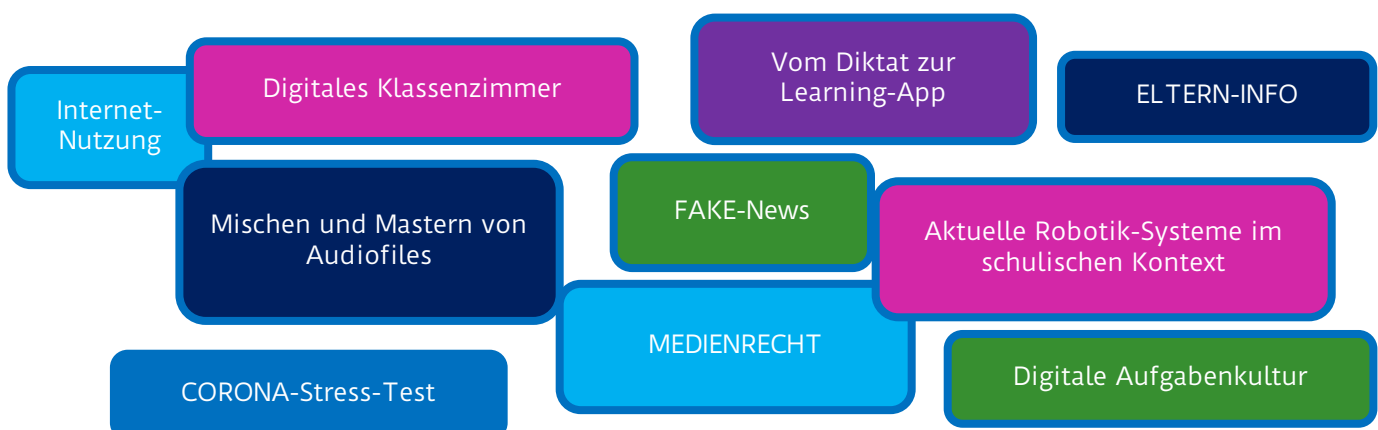 Internet-
Nutzung
Digitales Klassenzimmer
Vom Diktat zur
Learning-App
ELTERN-INFO
Mischen und Mastern von
Audiofiles
FAKE-News
Aktuelle Robotik-Systeme im
schulischen Kontext
MEDIENRECHT
CORONA-Stress-Test
Digitale Aufgabenkultur